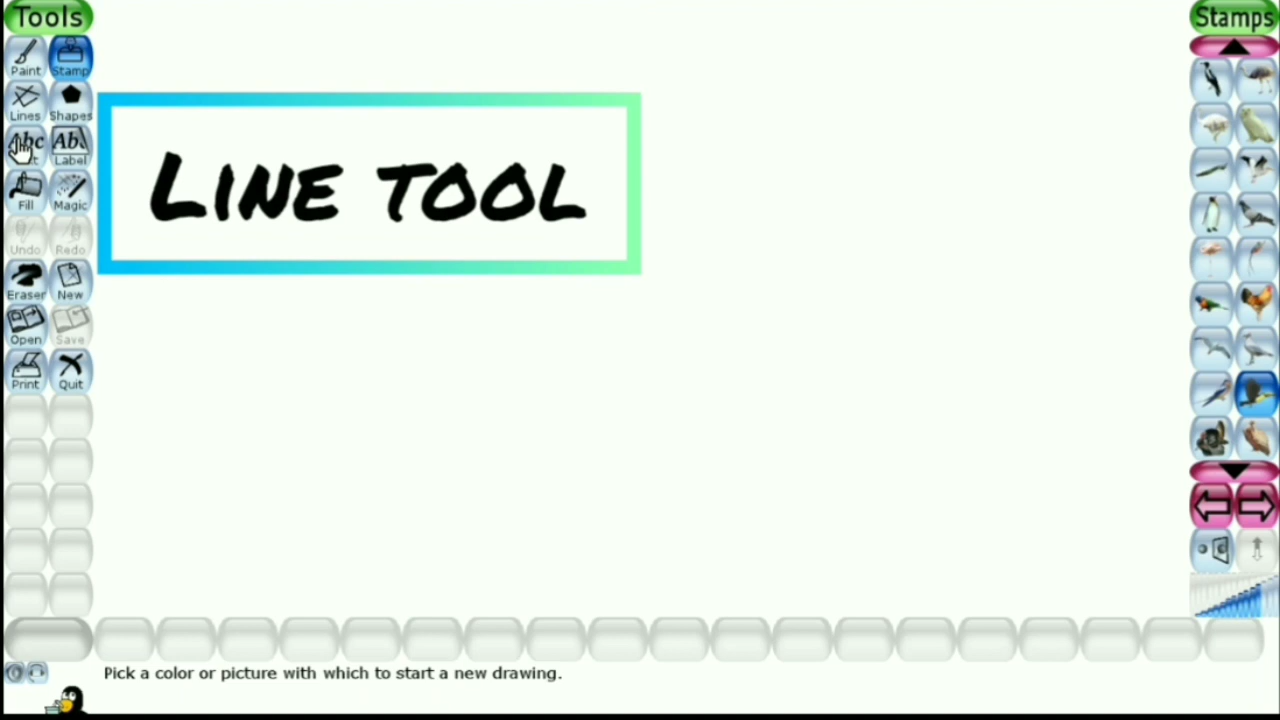 Tools
Stamps
Paint
Stamp
Lines
Shapes
Label
Fill
Magic
Undo
Redo
Eraser
New
Open
Save
Print
Quit
LINE TOOL
Pick a color or picture with which to start a new drawing.